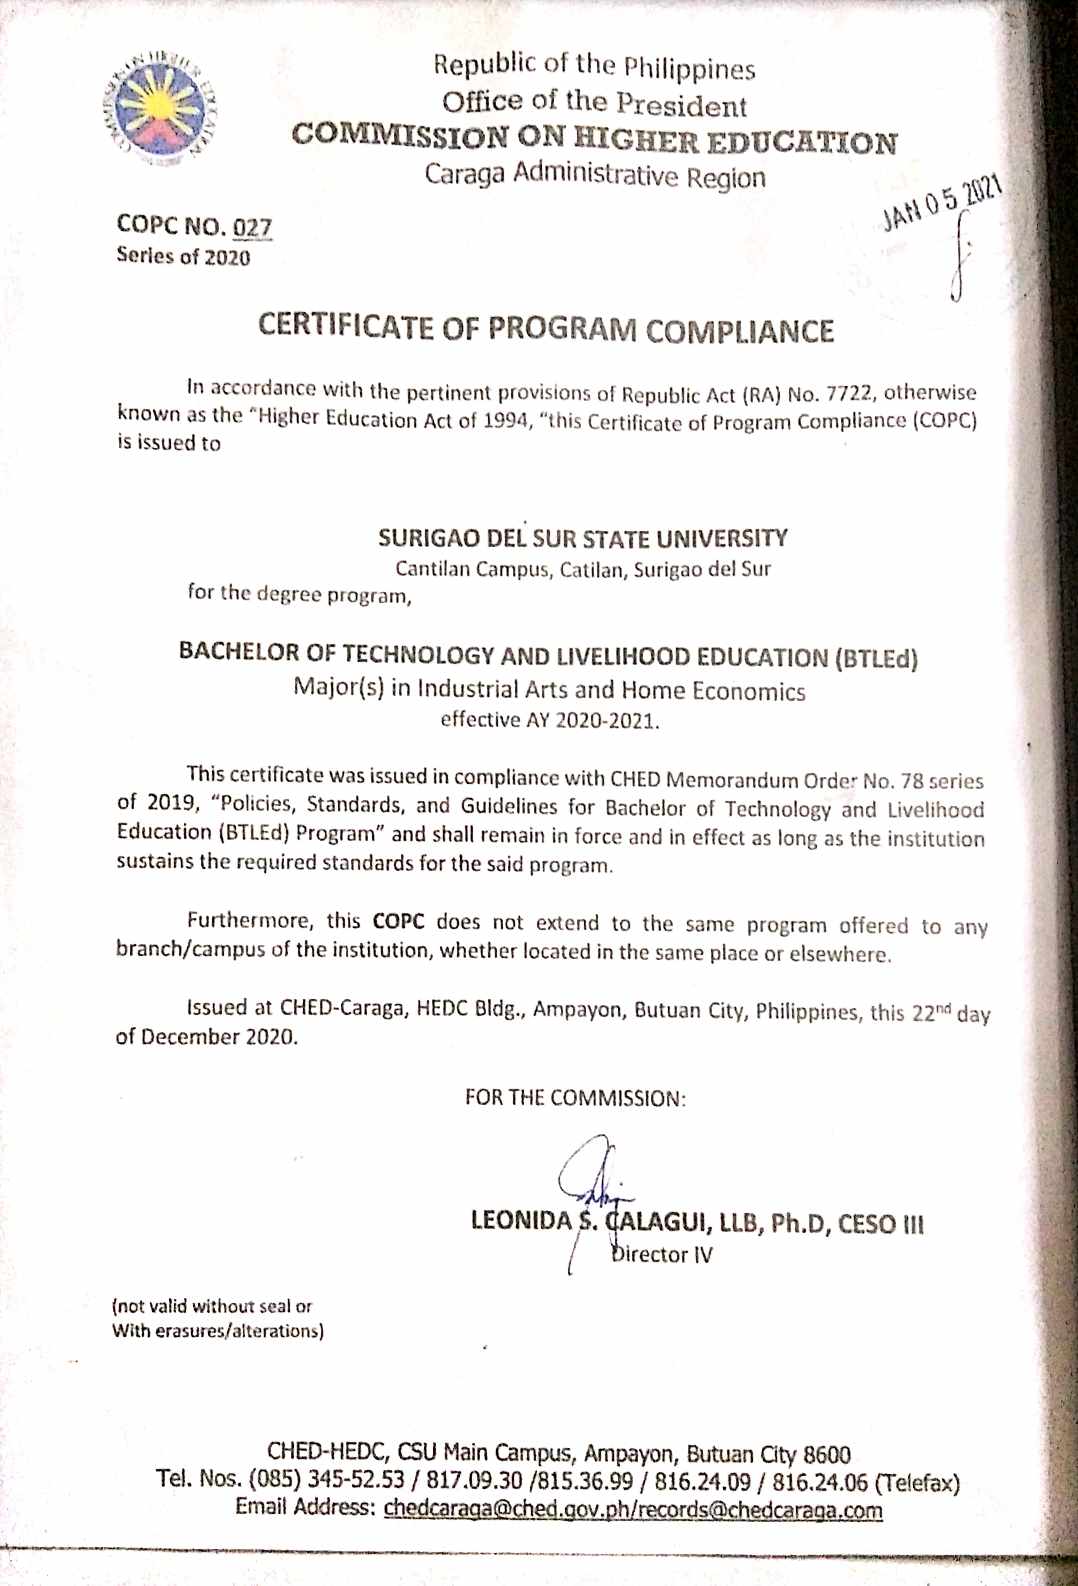 COMMISSION ON HIGHER EDUCATION
Republic of the Philippines
Office of the President
COMMISSION ON HIGHER EDUCATION
Caraga Administrative Region
JAN 05 2021
COPC NO. 027
Series of 2020
CERTIFICATE OF PROGRAM COMPLIANCE
In accordance with the pertinent provisions of Republic Act (RA) No. 7722, otherwise
known as the "Higher Education Act of 1994, "this Certificate of Program Compliance (COPC)
is issued to
SURIGAO DEL SUR STATE UNIVERSITY
Cantilan Campus, Catilan, Surigao del Sur
for the degree program,
BACHELOR OF TECHNOLOGY AND LIVELIHOOD EDUCATION (BTLEd)
Major(s) in Industrial Arts and Home Economics
effective AY 2020-2021.
This certificate was issued in compliance with CHED Memorandum Order No. 78 series
of 2019, "Policies, Standards, and Guidelines for Bachelor of Technology and Livelihood
Education (BTLEd) Program" and shall remain in force and in effect as long as the institution
sustains the required standards for the said program.
Furthermore, this COPC does not extend to the same program offered to any
branch/campus of the institution, whether located in the same place or elsewhere.
Issued at CHED-Caraga, HEDC Bldg., Ampayon, Butuan City, Philippines, this 22nd day
of December 2020.
FOR THE COMMISSION:
LEONIDA S. CALAGUI, LLB, Ph.D, CESO III
Director IV
(not valid without seal or
With erasures/alterations)
CHED-HEDC, CSU Main Campus, Ampayon, Butuan City 8600
Tel. Nos. (085) 345-52.53 / 817.09.30 /815.36.99 / 816.24.09 / 816.24.06 (Telefax)
Email Address: chedcaraga@ched.gov.ph/records@chedcaraga.com